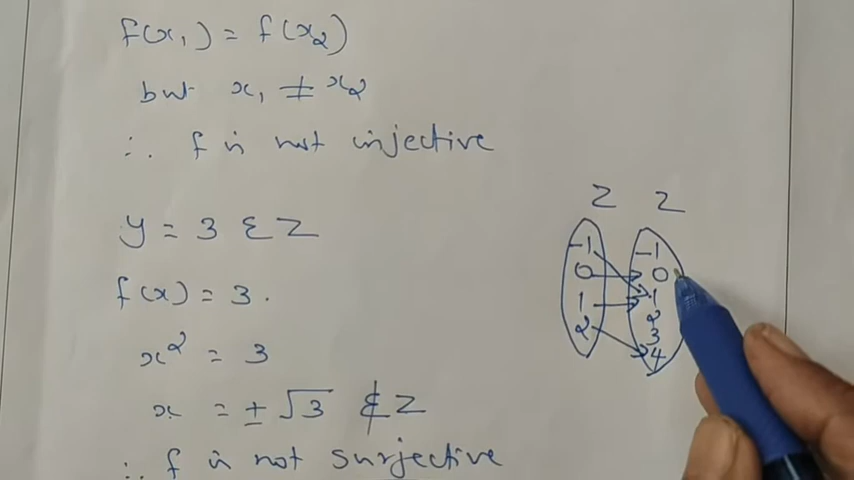 f(x₁) = f(x₂)
but x₁ ≠ x₂
∴ f is not injective
y = 3 ∈ Z
f(x) = 3.
x² = 3
x = ± √3 ∉ Z
∴ f is not surjective
Z Z
-1 -1
0 0
1 1
2 2
3
4